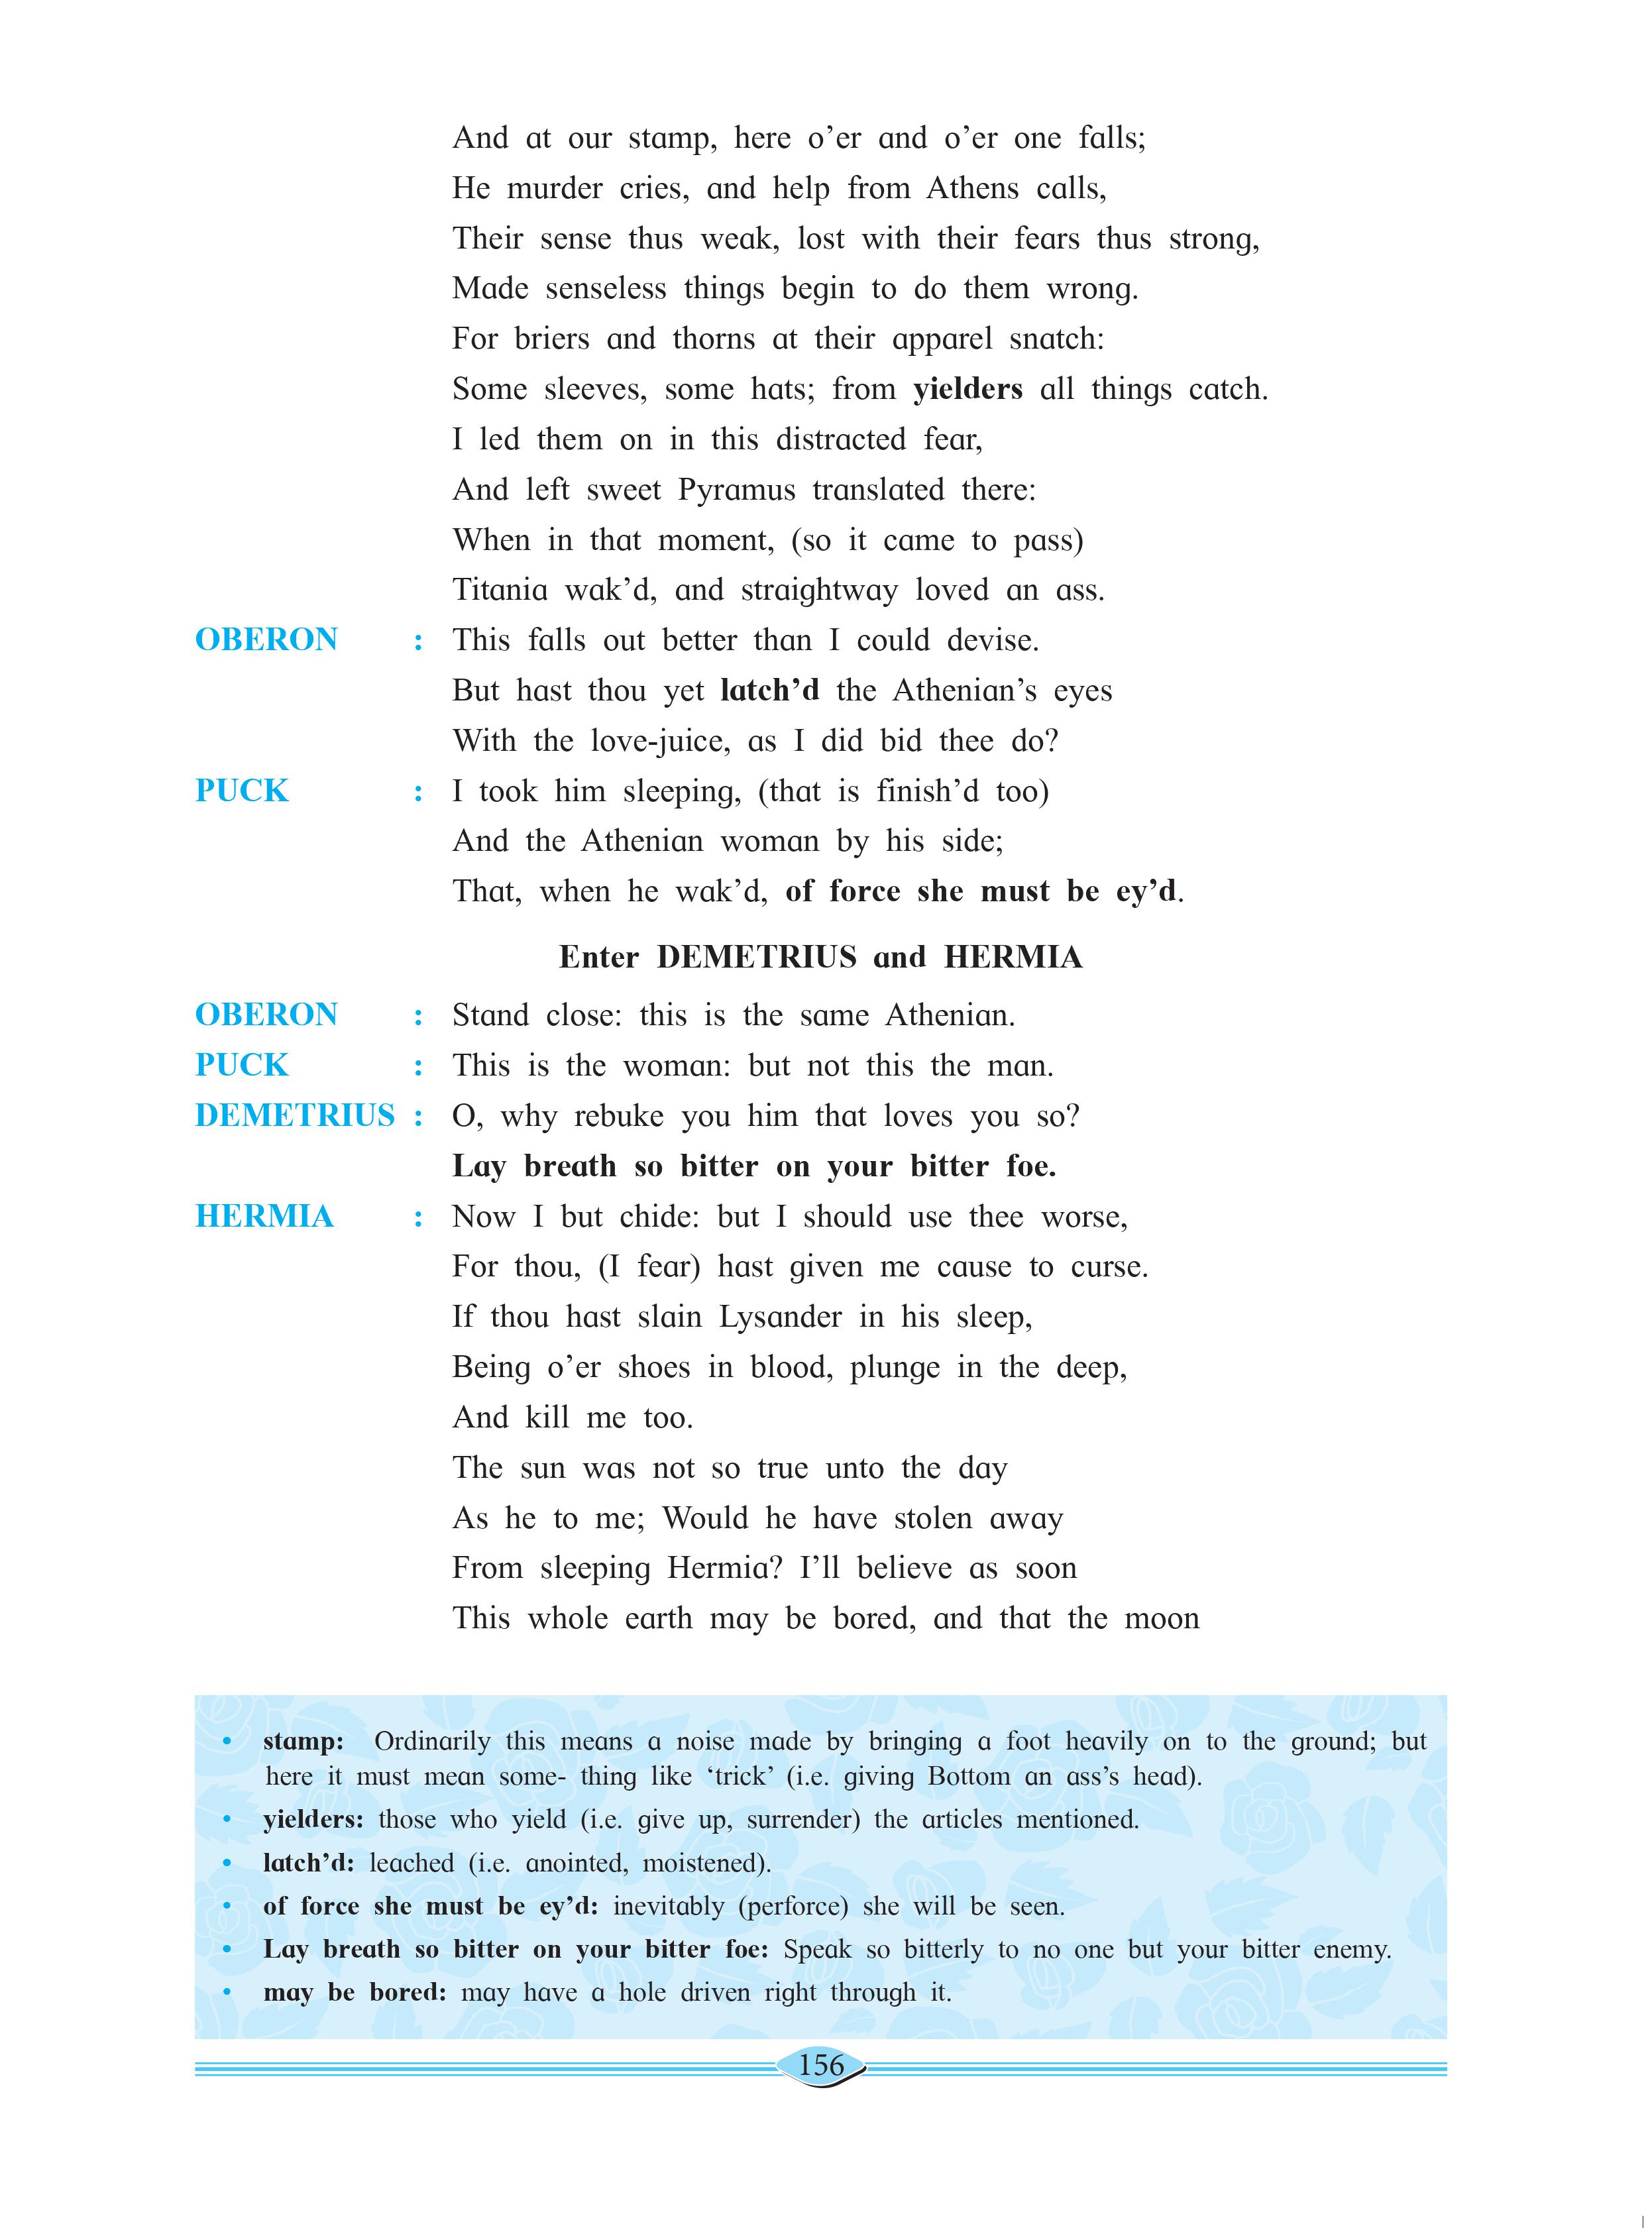 And at our stamp, here o’er and o’er one falls;
He murder cries, and help from Athens calls,
Their sense thus weak, lost with their fears thus strong,
Made senseless things begin to do them wrong.
For briers and thorns at their apparel snatch:
Some sleeves, some hats; from yielders all things catch.
I led them on in this distracted fear,
And left sweet Pyramus translated there:
When in that moment, (so it came to pass)
Titania wak’d, and straightway loved an ass.
OBERON : This falls out better than I could devise.
But hast thou yet latch’d the Athenian’s eyes
With the love-juice, as I did bid thee do?
PUCK : I took him sleeping, (that is finish’d too)
And the Athenian woman by his side;
That, when he wak’d, of force she must be ey’d.
Enter DEMETRIUS and HERMIA
OBERON : Stand close: this is the same Athenian.
PUCK : This is the woman: but not this the man.
DEMETRIUS : O, why rebuke you him that loves you so?
Lay breath so bitter on your bitter foe.
HERMIA : Now I but chide: but I should use thee worse,
For thou, (I fear) hast given me cause to curse.
If thou hast slain Lysander in his sleep,
Being o’er shoes in blood, plunge in the deep,
And kill me too.
The sun was not so true unto the day
As he to me; Would he have stolen away
From sleeping Hermia? I’ll believe as soon
This whole earth may be bored, and that the moon
• stamp: Ordinarily this means a noise made by bringing a foot heavily on to the ground; but
here it must mean some- thing like ‘trick’ (i.e. giving Bottom an ass’s head).
• yielders: those who yield (i.e. give up, surrender) the articles mentioned.
• latch’d: leached (i.e. anointed, moistened).
• of force she must be ey’d: inevitably (perforce) she will be seen.
• Lay breath so bitter on your bitter foe: Speak so bitterly to no one but your bitter enemy.
• may be bored: may have a hole driven right through it.
156